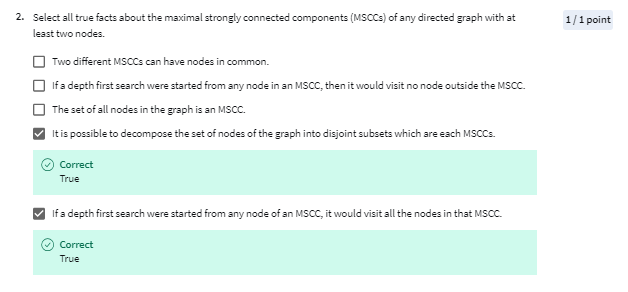 2. Select all true facts about the maximal strongly connected components (MSCCs) of any directed graph with at
least two nodes.
1 / 1 point
Two different MSCCs can have nodes in common.
If a depth first search were started from any node in an MSCC, then it would visit no node outside the MSCC.
The set of all nodes in the graph is an MSCC.
It is possible to decompose the set of nodes of the graph into disjoint subsets which are each MSCCs.
Correct
True
If a depth first search were started from any node of an MSCC, it would visit all the nodes in that MSCC.
Correct
True